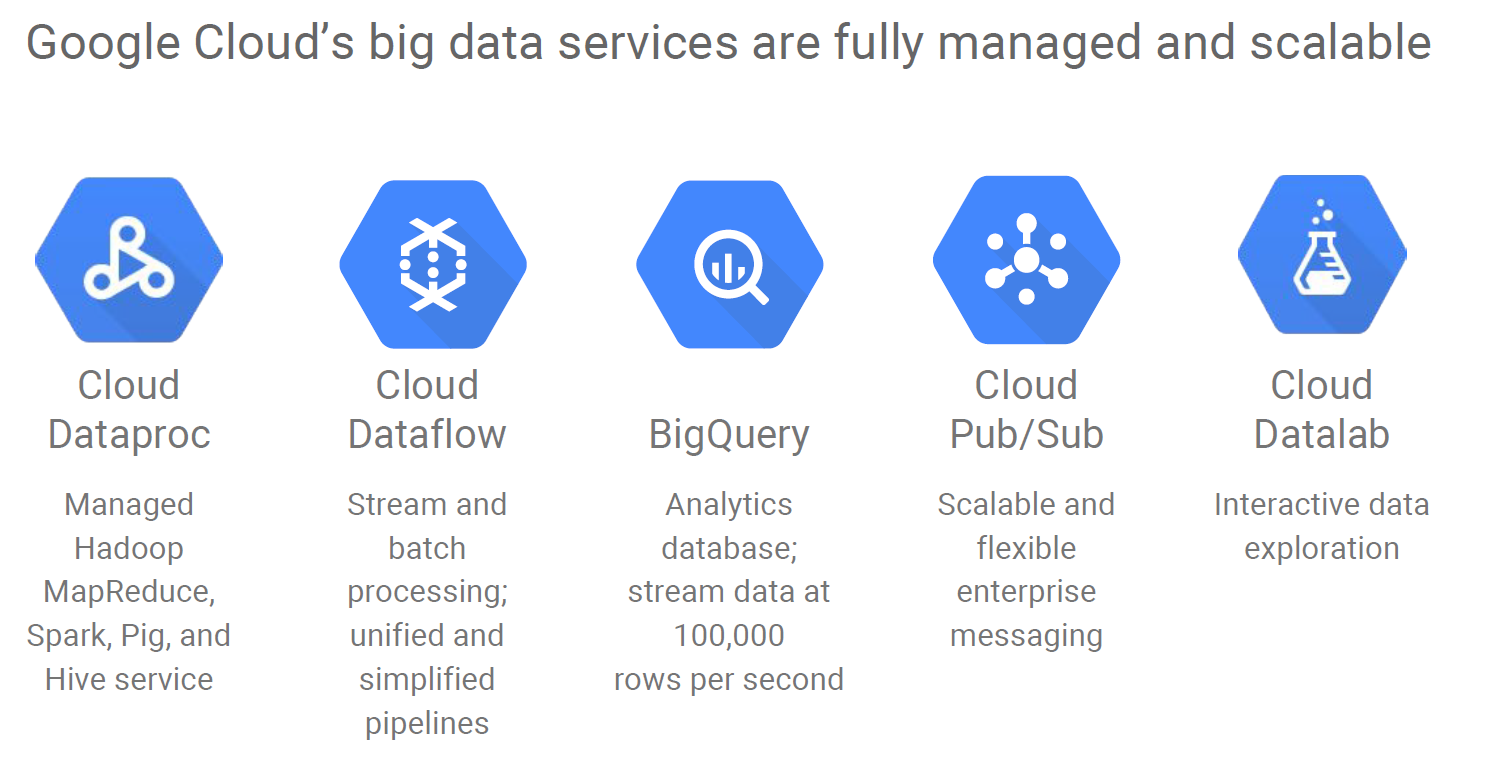 Google Cloud’s big data services are fully managed and scalable
Cloud
Dataproc
Managed
Hadoop
MapReduce,
Spark, Pig, and
Hive service
Cloud
Dataflow
Stream and
batch
processing;
unified and
simplified
pipelines
BigQuery
Analytics
database;
stream data at
100,000
rows per second
Cloud
Pub/Sub
Scalable and
flexible
enterprise
messaging
Cloud
Datalab
Interactive data
exploration